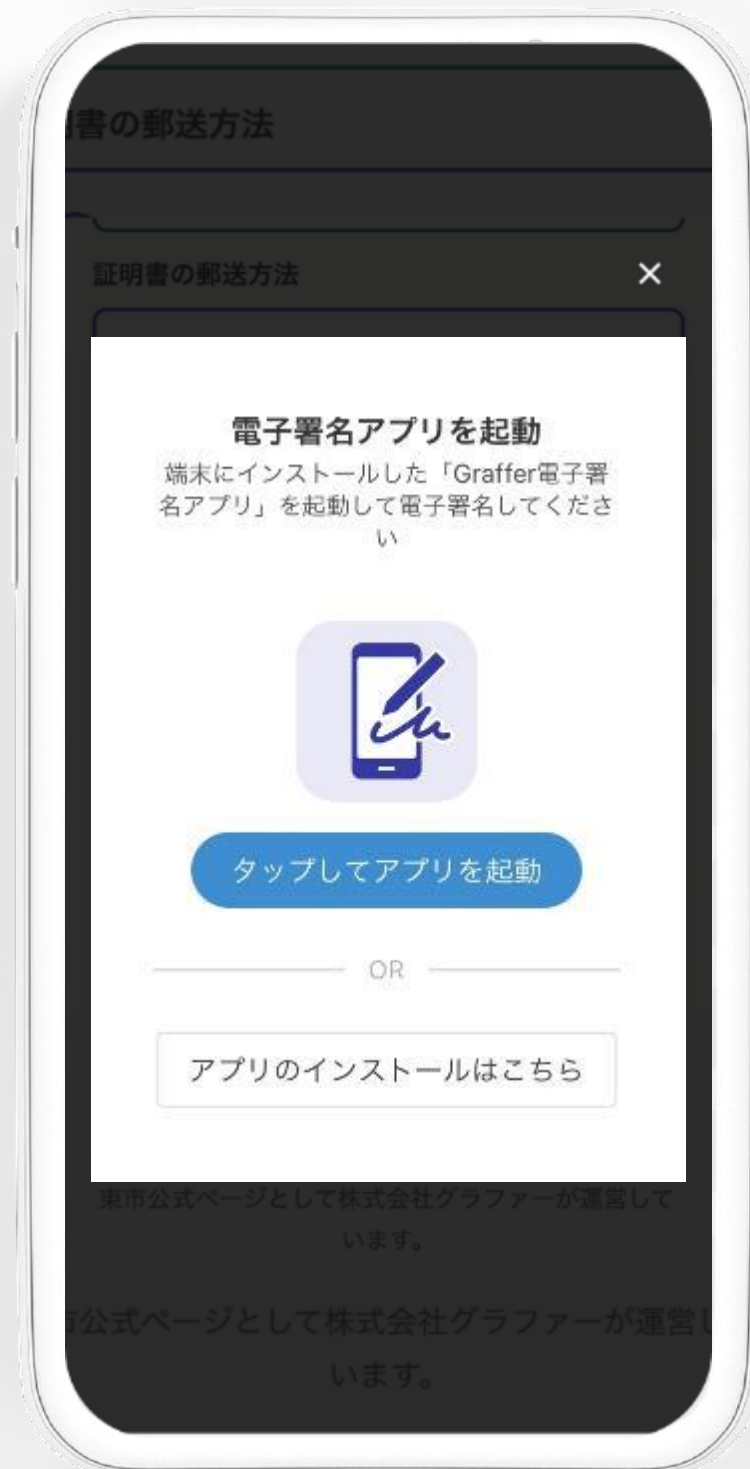 書の郵送方法
証明書の郵送方法
電子署名アプリを起動
端末にインストールした「Graffer電子署
名アプリ」を起動して電子署名してくださ
い
タップしてアプリを起動
OR
アプリのインストールはこちら
東市公式ページとして株式会社グラファーが運営して
います。
市公式ページとして株式会社グラファーが運営し
います。